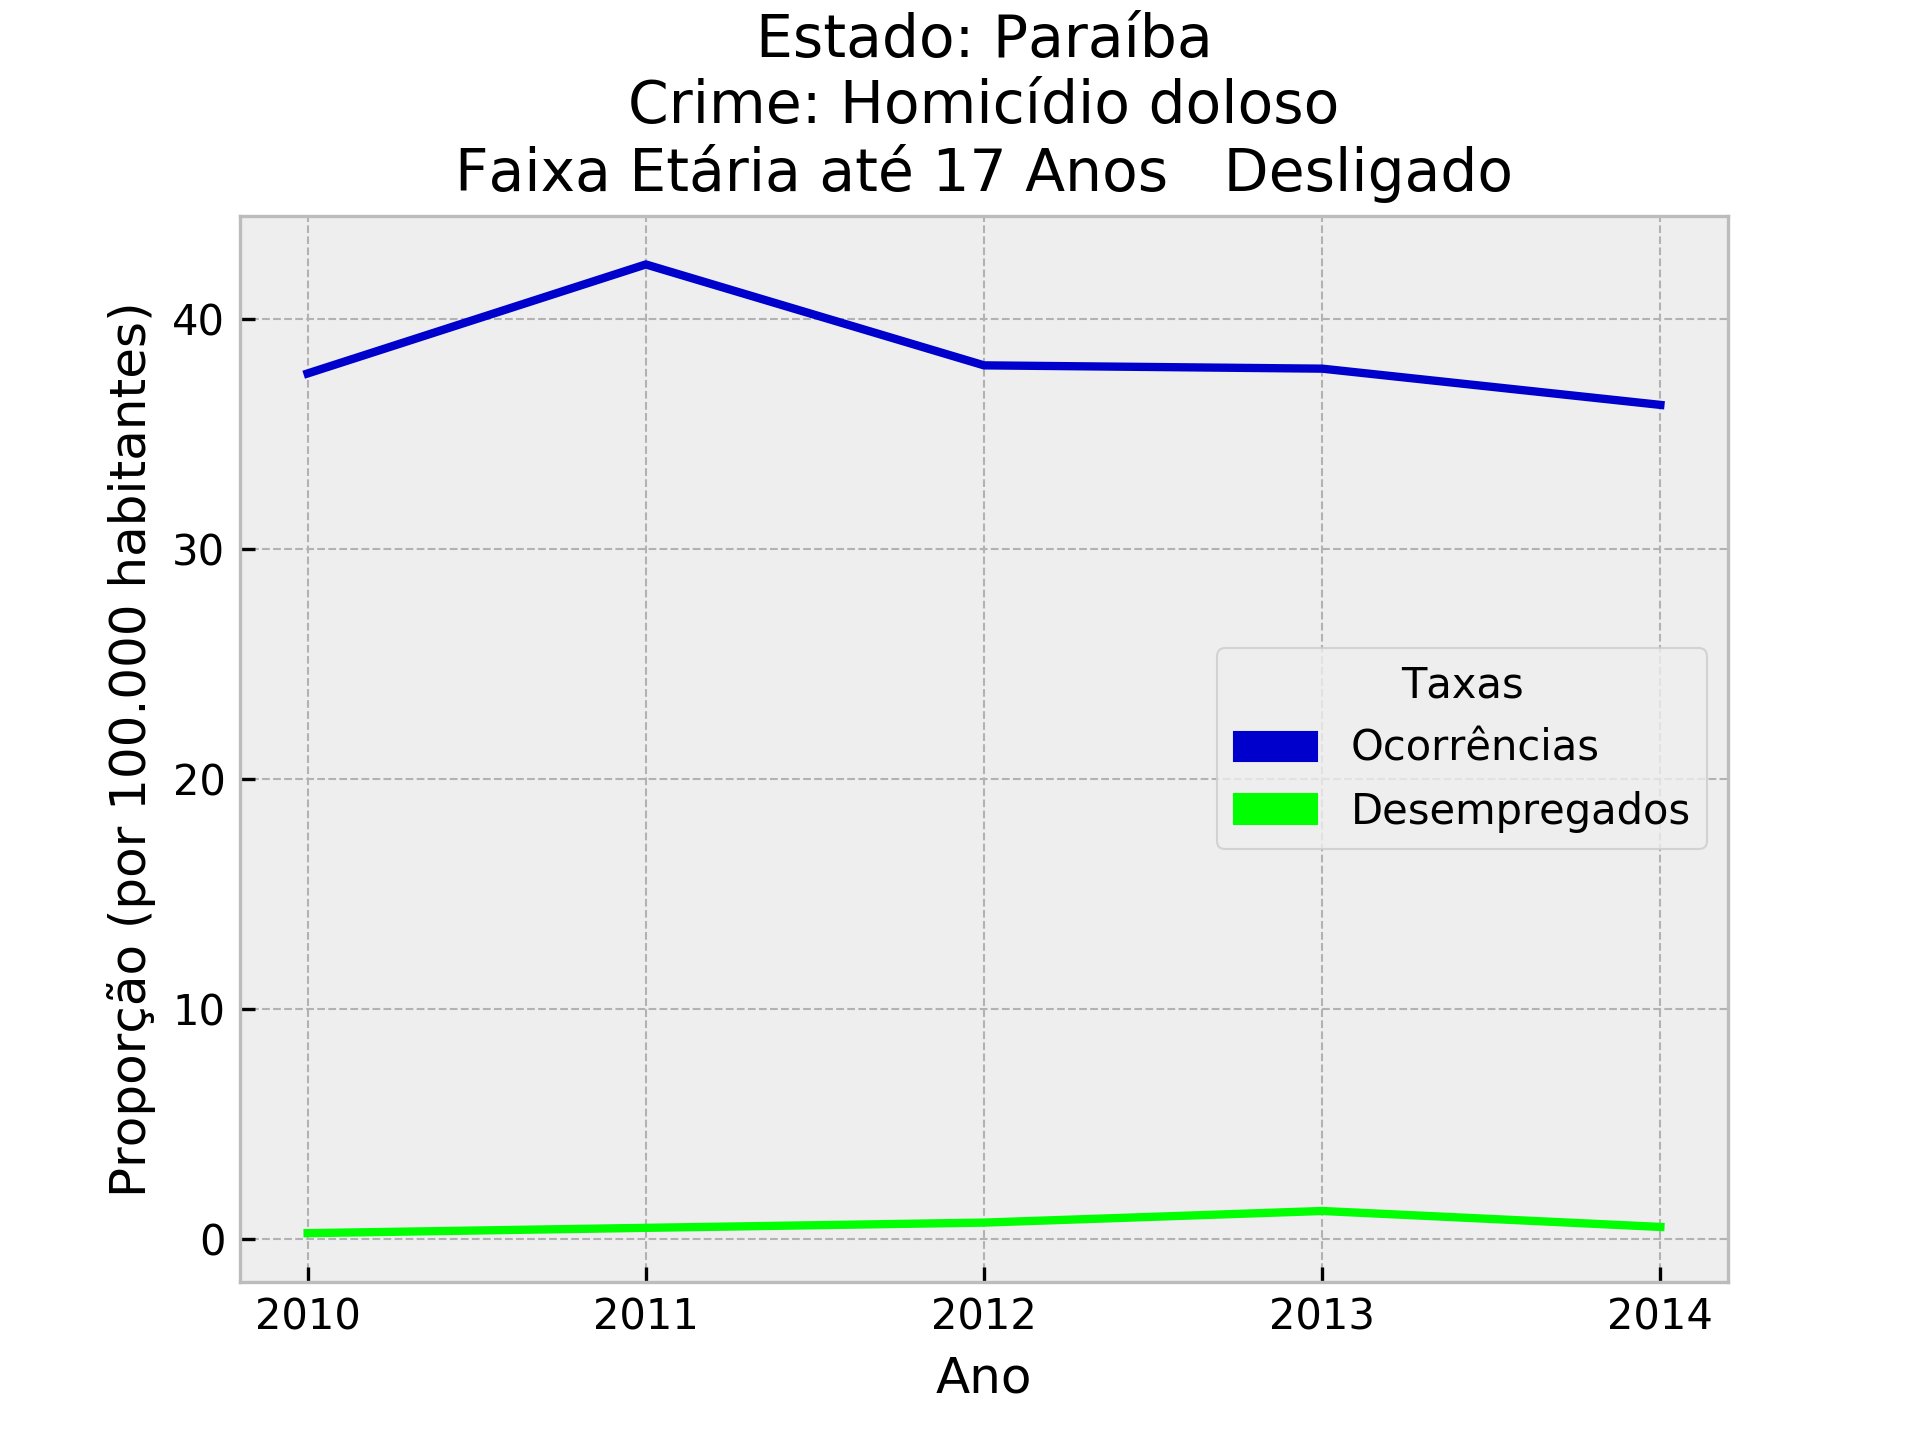 Estado: Paraíba
Crime: Homicídio doloso
Faixa Etária até 17 Anos   Desligado
Proporção (por 100.000 habitantes)
40
30
20
10
0
Taxas
Ocorrências
Desempregados
2010 2011 2012 2013 2014
Ano